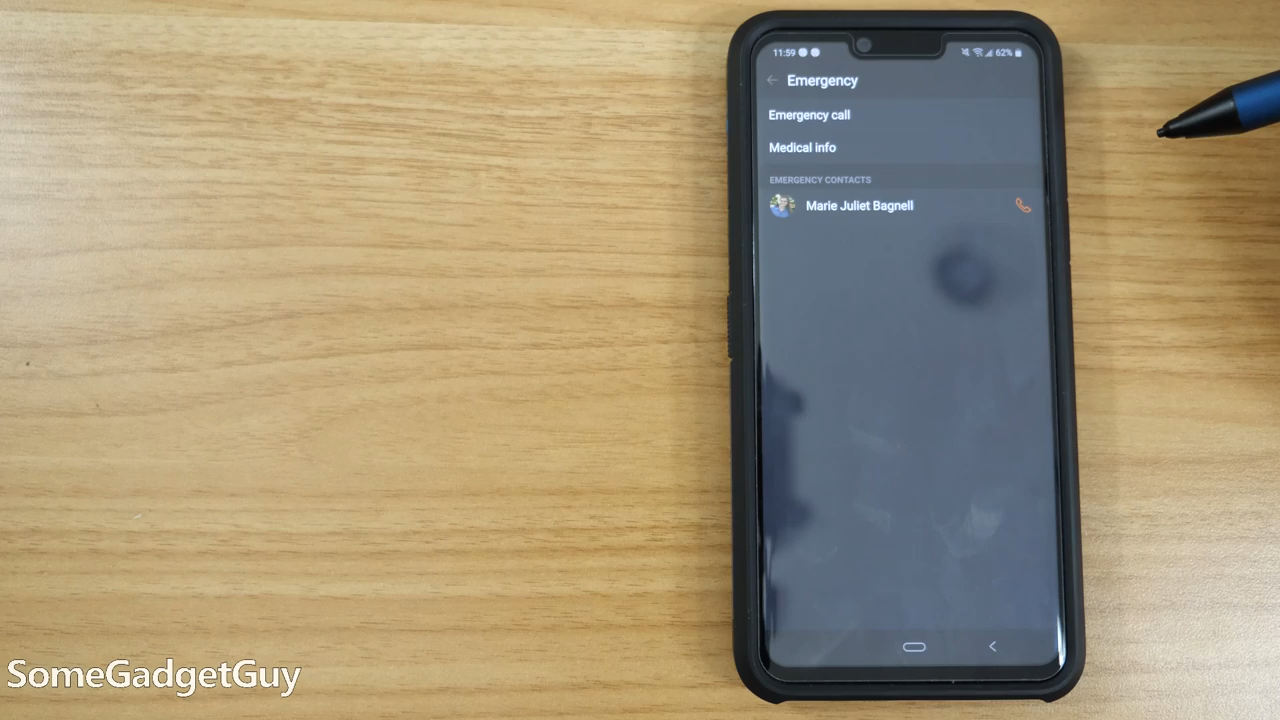 11:59
62%
Emergency
Emergency call
Medical info
EMERGENCY CONTACTS
Marie Juliet Bagnell
SomeGadgetGuy